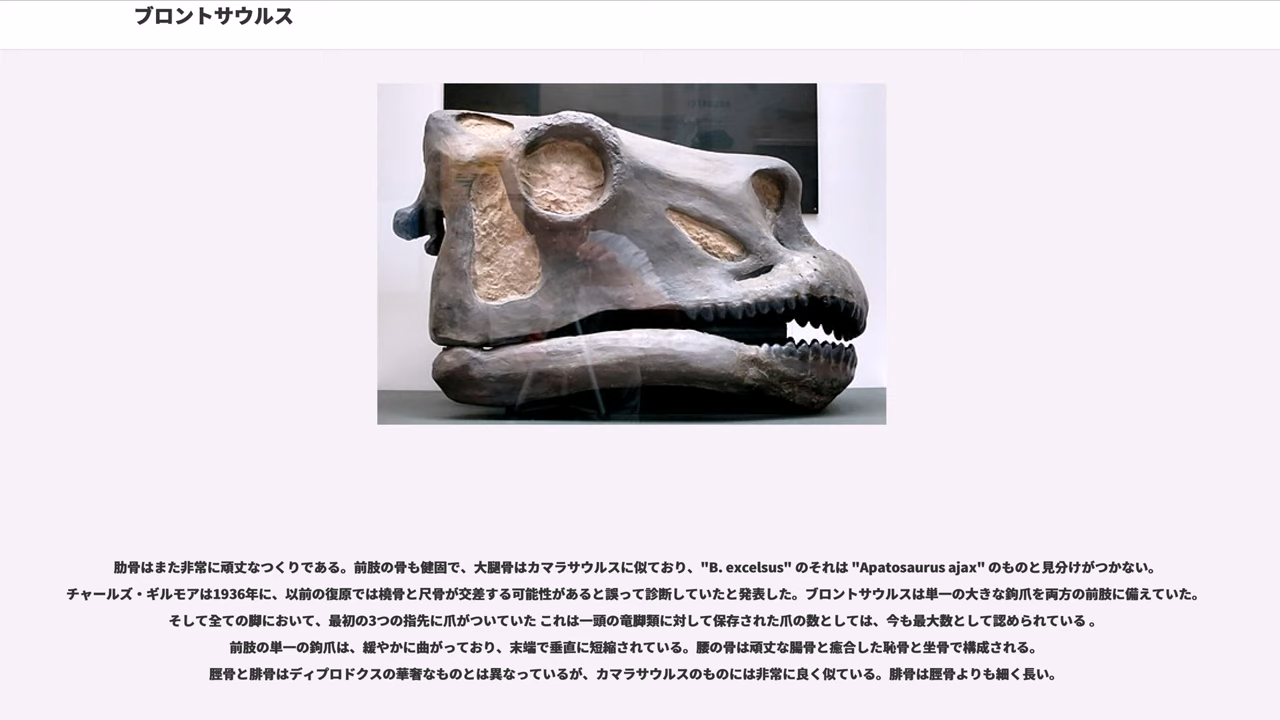 ブロントサウルス
肋骨はまた非常に頑丈なつくりである。前肢の骨も健固で、大腿骨はカマラサウルスに似ており、"B. excelsus" のそれは "Apatosaurus ajax" のものと見分けがつかない。
チャールズ・ギルモアは1936年に、以前の復原では橈骨と尺骨が交差する可能性があると誤って診断していたと発表した。ブロントサウルスは単一の大きな鉤爪を両方の前肢に備えていた。
そして全ての脚において、最初の3つの指先に爪がついていた これは一頭の竜脚類に対して保存された爪の数としては、今も最大数として認められている 。
前肢の単一の鉤爪は、緩やかに曲がっており、末端で垂直に短縮されている。腰の骨は頑丈な腸骨と癒合した恥骨と坐骨で構成される。
脛骨と腓骨はディプロドクスの華奢なものとは異なっているが、カマラサウルスのものには非常に良く似ている。腓骨は脛骨よりも細く長い。